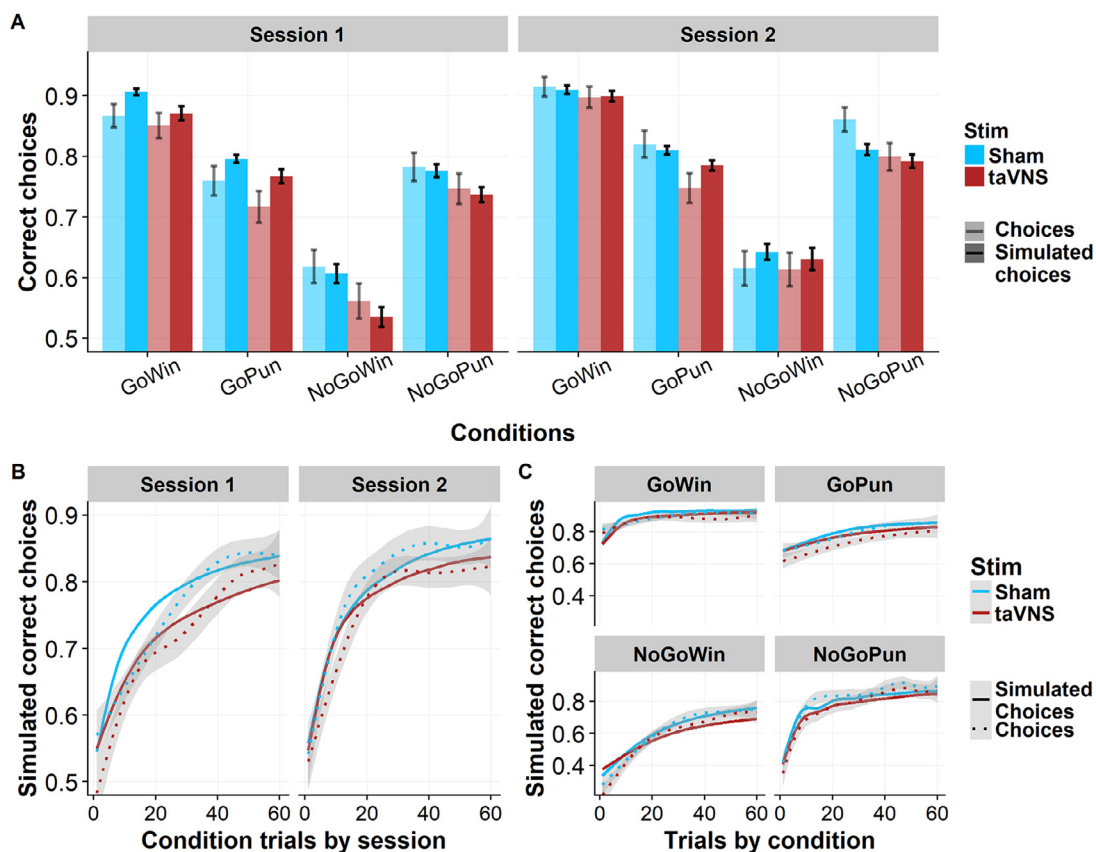 A
Session 1
Session 2
Correct choices
0.9
0.8
0.7
0.6
0.5
GoWin
GoPun
NoGoWin
NoGoPun
GoWin
GoPun
NoGoWin
NoGoPun
Conditions
Stim
Sham
taVNS
Choices
Simulated
choices
B
Session 1
Session 2
Simulated correct choices
0.9
0.8
0.7
0.6
0.5
0 20 40 60
0 20 40 60
Condition trials by session
C
GoWin
GoPun
NoGoWin
NoGoPun
Simulated correct choices
0.8
0.6
0.4
0.8
0.6
0.4
0 20 40 60
0 20 40 60
Trials by condition
Stim
Sham
taVNS
Simulated
Choices
Choices